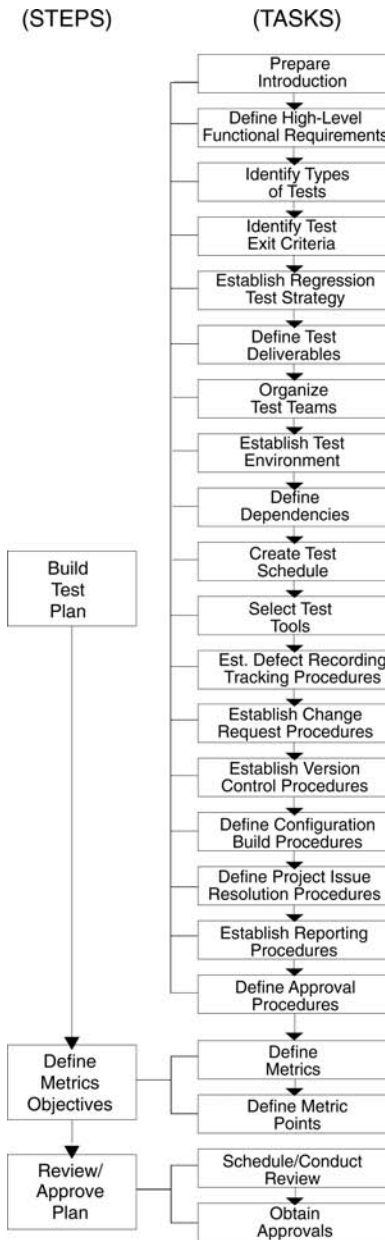 (STEPS)
(TASKS)
Prepare
Introduction
Define High-Level
Functional Requirements
Identify Types
of Tests
Identify Test
Exit Criteria
Establish Regression
Test Strategy
Define Test
Deliverables
Organize
Test Teams
Establish Test
Environment
Define
Dependencies
Create Test
Schedule
Build
Test
Plan
Select Test
Tools
Est. Defect Recording
Tracking Procedures
Establish Change
Request Procedures
Establish Version
Control Procedures
Define Configuration
Build Procedures
Define Project Issue
Resolution Procedures
Establish Reporting
Procedures
Define Approval
Procedures
Define
Metrics
Objectives
Define
Metrics
Define Metric
Points
Review/
Approve
Plan
Schedule/Conduct
Review
Obtain
Approvals